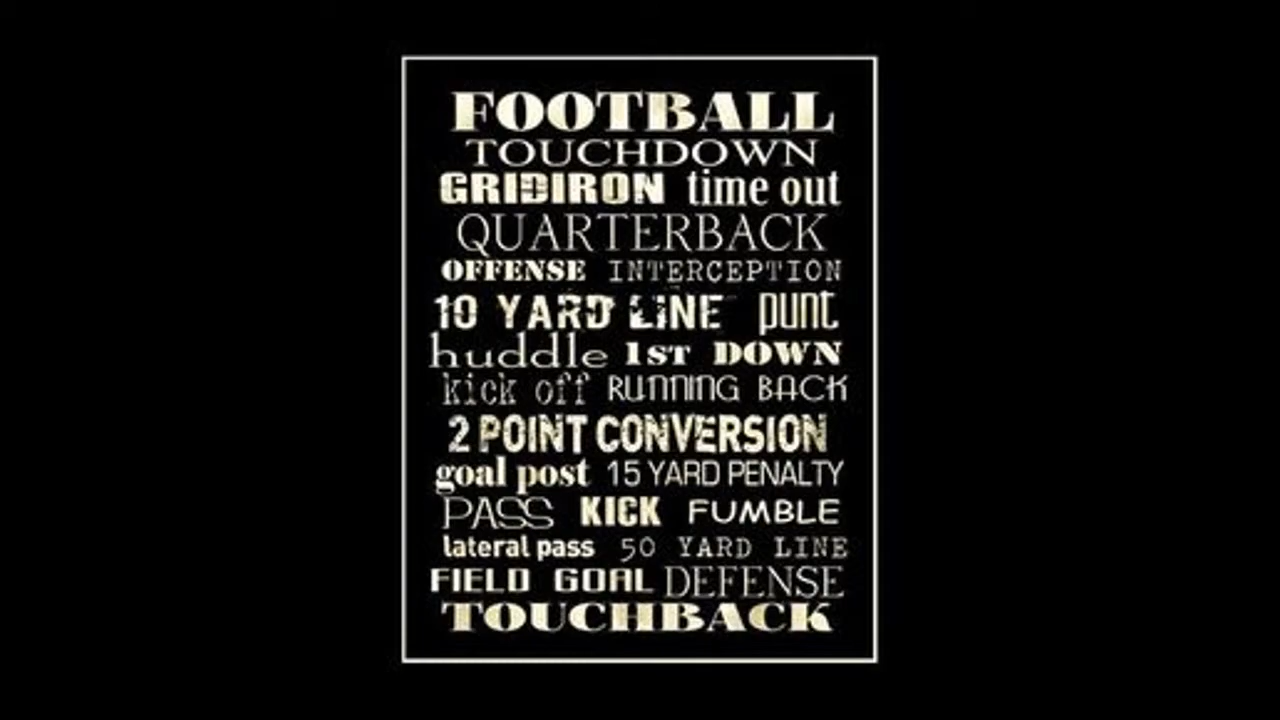 FOOTBALL
TOUCHDOWN
GRIDIRON time out
QUARTERBACK
OFFENSE INTERCEPTION
10 YARD LINE punt
huddle 1ST DOWN
kick off RUNNING BACK
2 POINT CONVERSION
goal post 15 YARD PENALTY
PASS KICK FUMBLE
lateral pass 50 YARD LINE
FIELD GOAL DEFENSE
TOUCHBACK